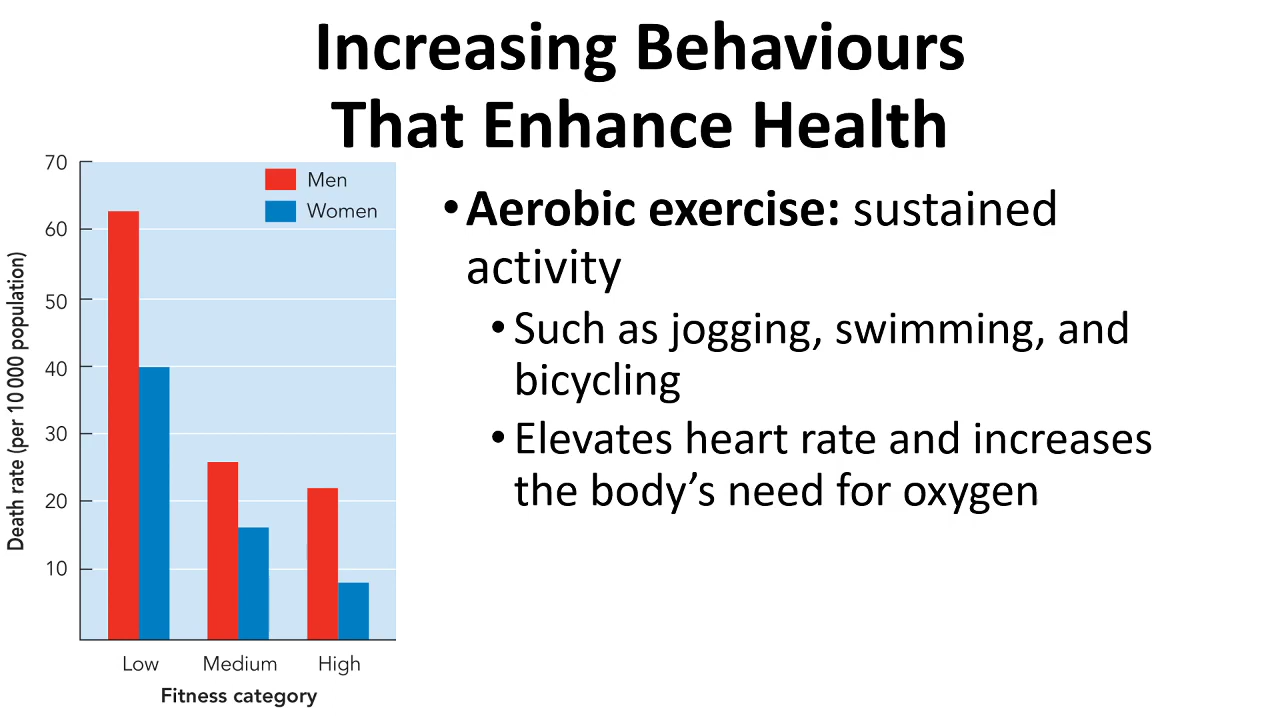 Increasing Behaviours
That Enhance Health
70
60
50
40
30
20
10
Death rate (per 10 000 population)
Men
Women
Low
Medium
High
Fitness category
•Aerobic exercise: sustained
activity
•Such as jogging, swimming, and
bicycling
•Elevates heart rate and increases
the body’s need for oxygen